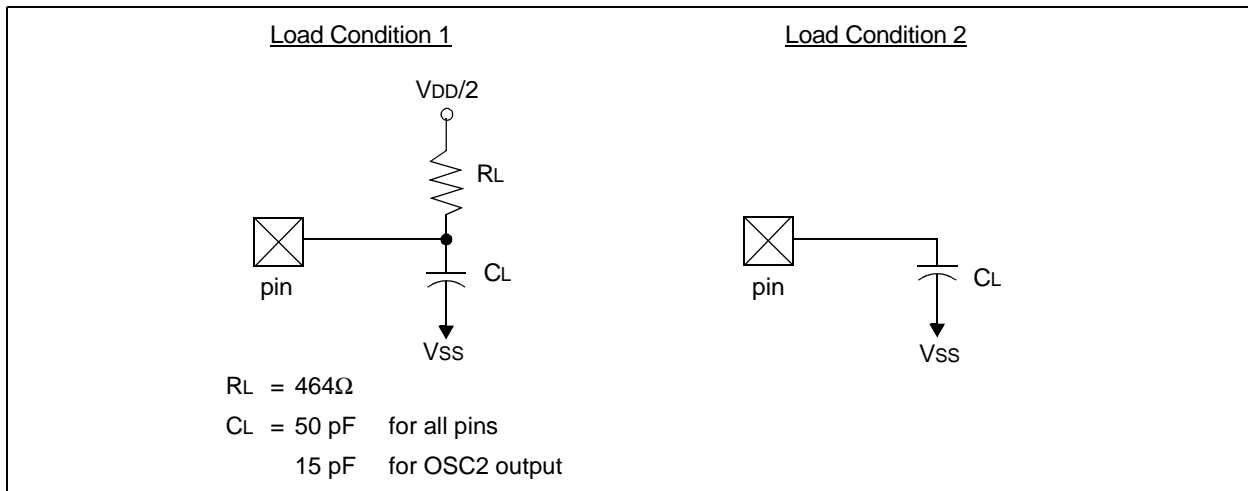 Load Condition 1
VDD/2
RL
pin
CL
VSS
RL = 464Ω
CL = 50 pF for all pins
15 pF for OSC2 output
Load Condition 2
pin
CL
VSS